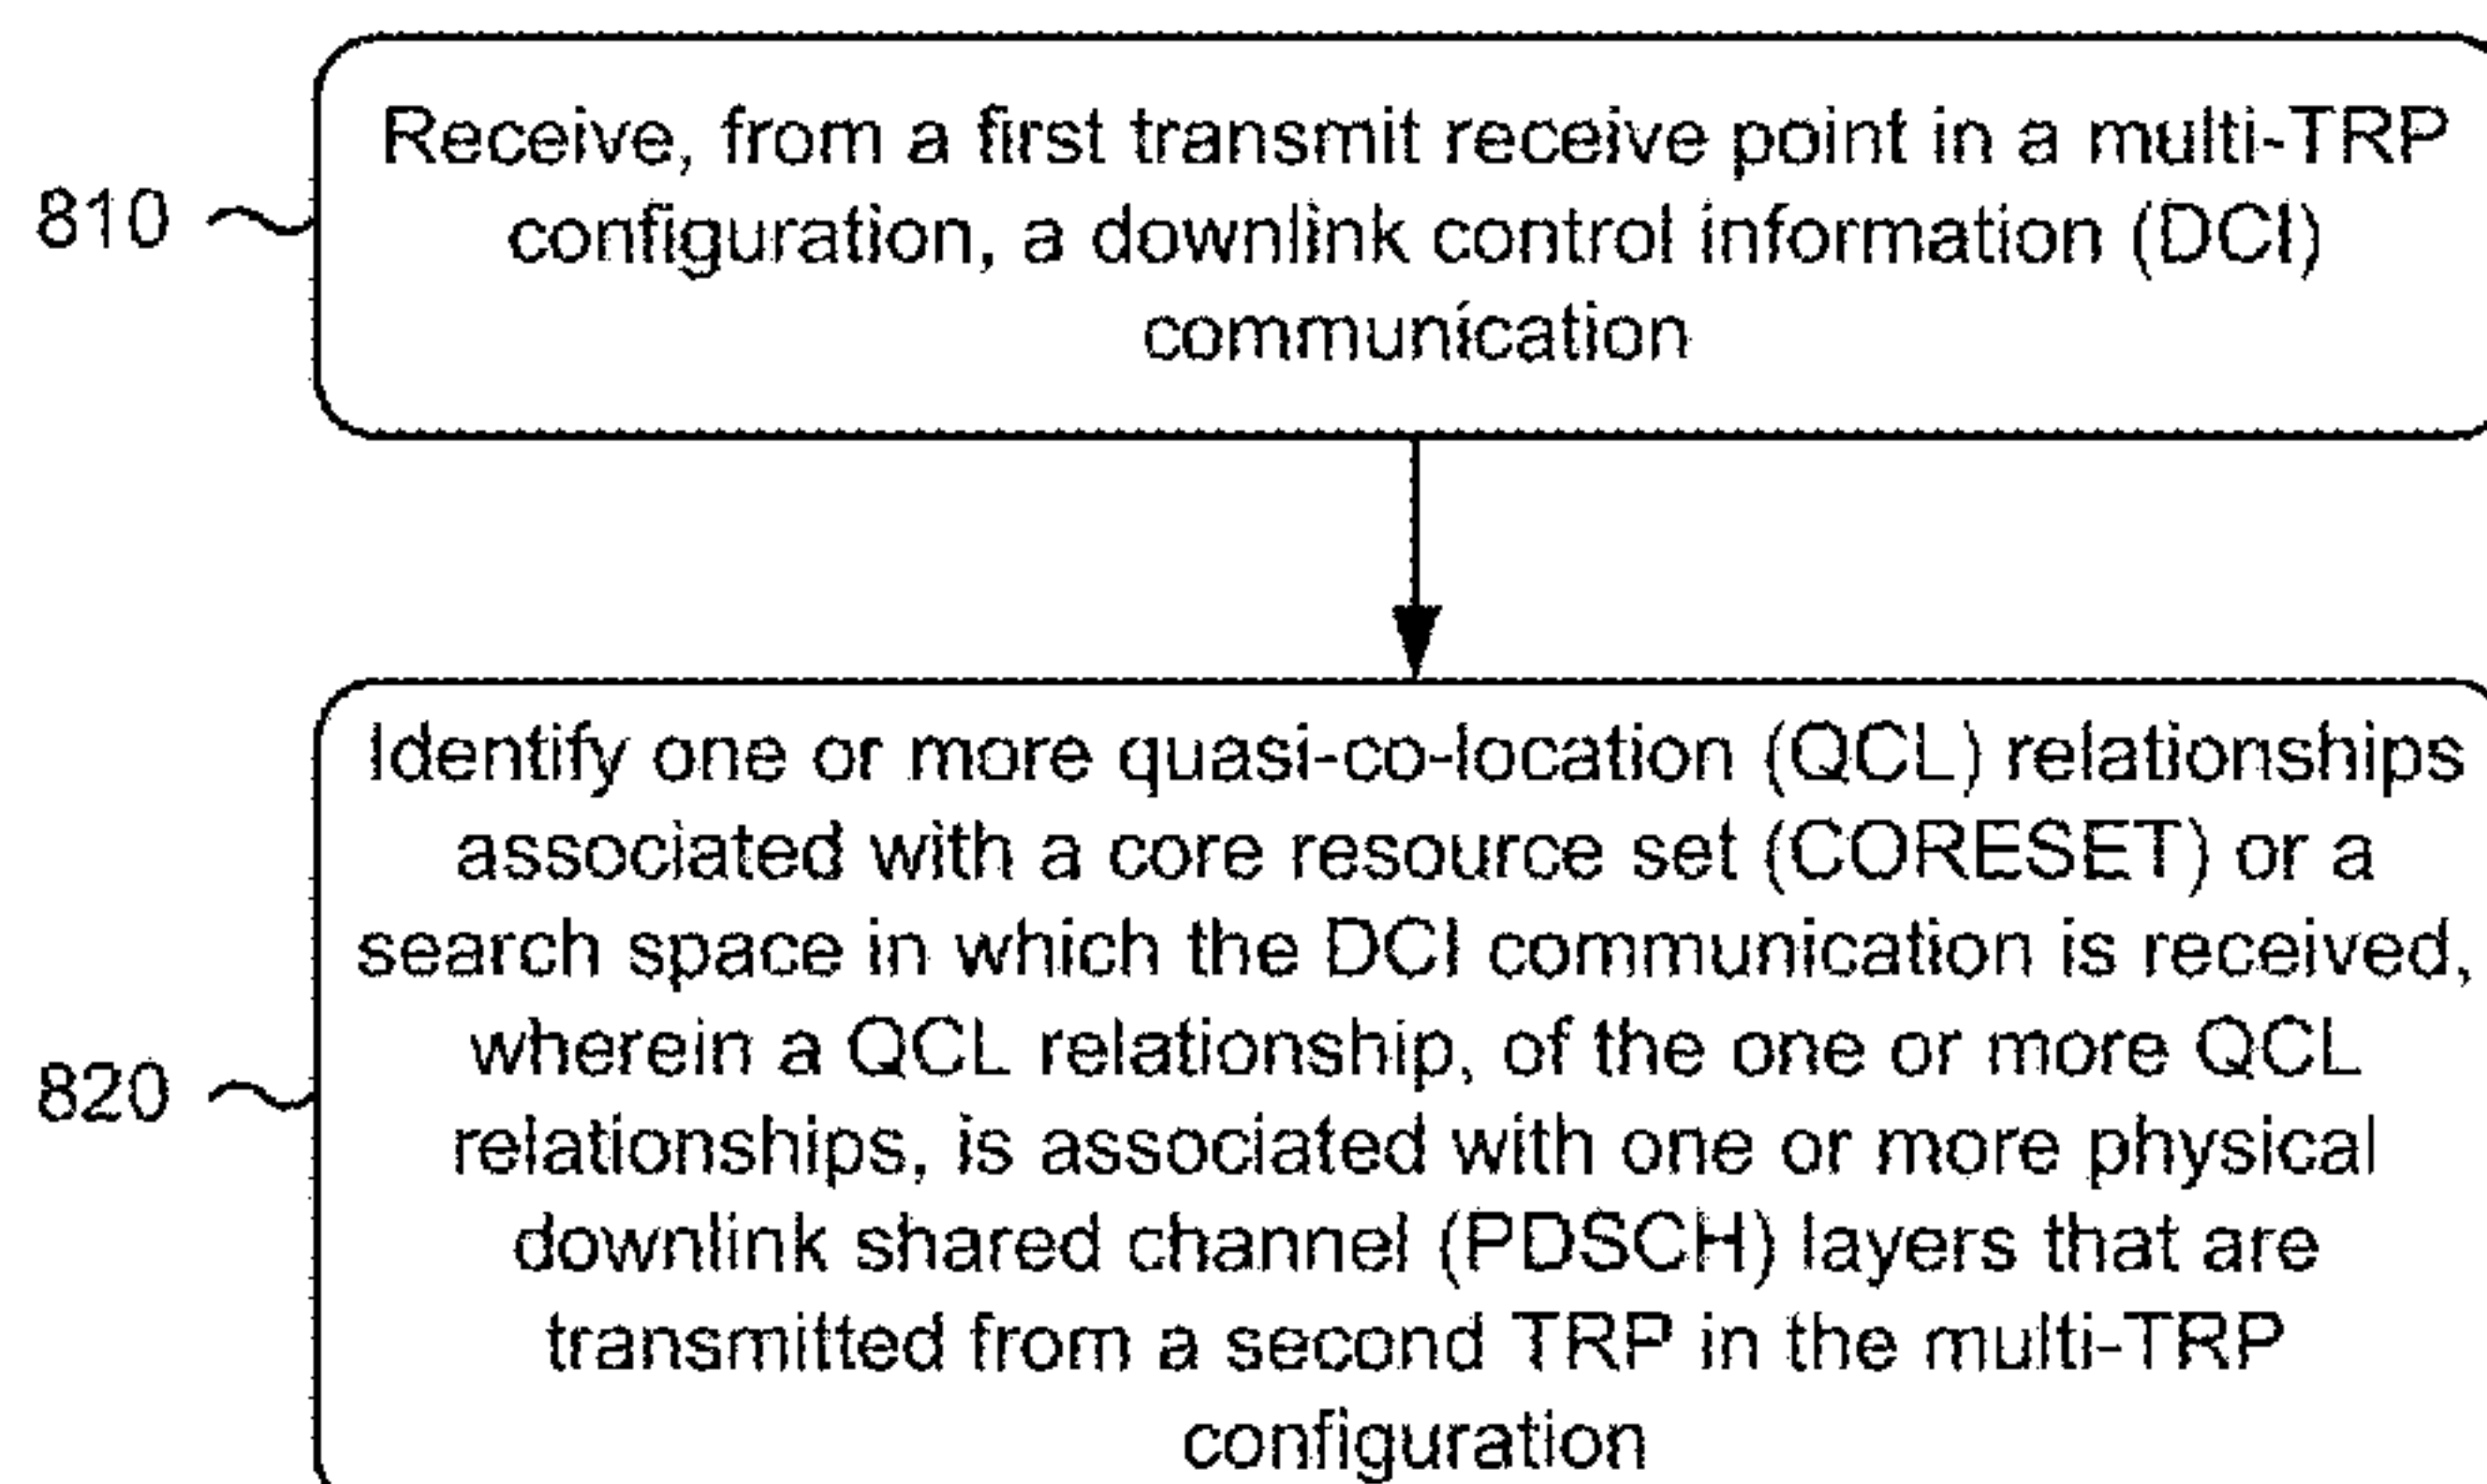 810
Receive, from a first transmit receive point in a multi-TRP
configuration, a downlink control information (DCI)
communication
820
Identify one or more quasi-co-location (QCL) relationships
associated with a core resource set (CORESET) or a
search space in which the DCI communication is received,
wherein a QCL relationship, of the one or more QCL
relationships, is associated with one or more physical
downlink shared channel (PDSCH) layers that are
transmitted from a second TRP in the multi-TRP
configuration